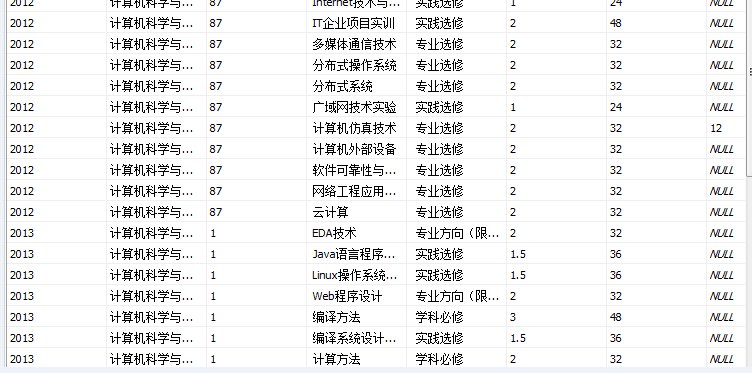 2012 计算机科学与... 87 Internet技术与... 实践选修 1 24 NULL
2012 计算机科学与... 87 IT企业项目实训 实践选修 2 48 NULL
2012 计算机科学与... 87 多媒体通信技术 专业选修 2 32 NULL
2012 计算机科学与... 87 分布式操作系统 专业选修 2 32 NULL
2012 计算机科学与... 87 分布式系统 专业选修 2 32 NULL
2012 计算机科学与... 87 广域网技术实验 实践选修 1 24 NULL
2012 计算机科学与... 87 计算机仿真技术 专业选修 2 32 12
2012 计算机科学与... 87 计算机外部设备 专业选修 2 32 NULL
2012 计算机科学与... 87 软件可靠性与... 专业选修 2 32 NULL
2012 计算机科学与... 87 网络工程应用... 专业选修 2 32 NULL
2012 计算机科学与... 87 云计算 专业选修 2 32 NULL
2013 计算机科学与... 1 EDA技术 专业方向（限... 2 32 NULL
2013 计算机科学与... 1 Java语言程序... 实践选修 1.5 36 NULL
2013 计算机科学与... 1 Linux操作系统... 实践选修 1.5 36 NULL
2013 计算机科学与... 1 Web程序设计 专业方向（限... 2 32 NULL
2013 计算机科学与... 1 编译方法 学科必修 3 48 NULL
2013 计算机科学与... 1 编译系统设计... 实践选修 1.5 36 NULL
2013 计算机科学与... 1 计算方法 学科必修 2 32 NULL